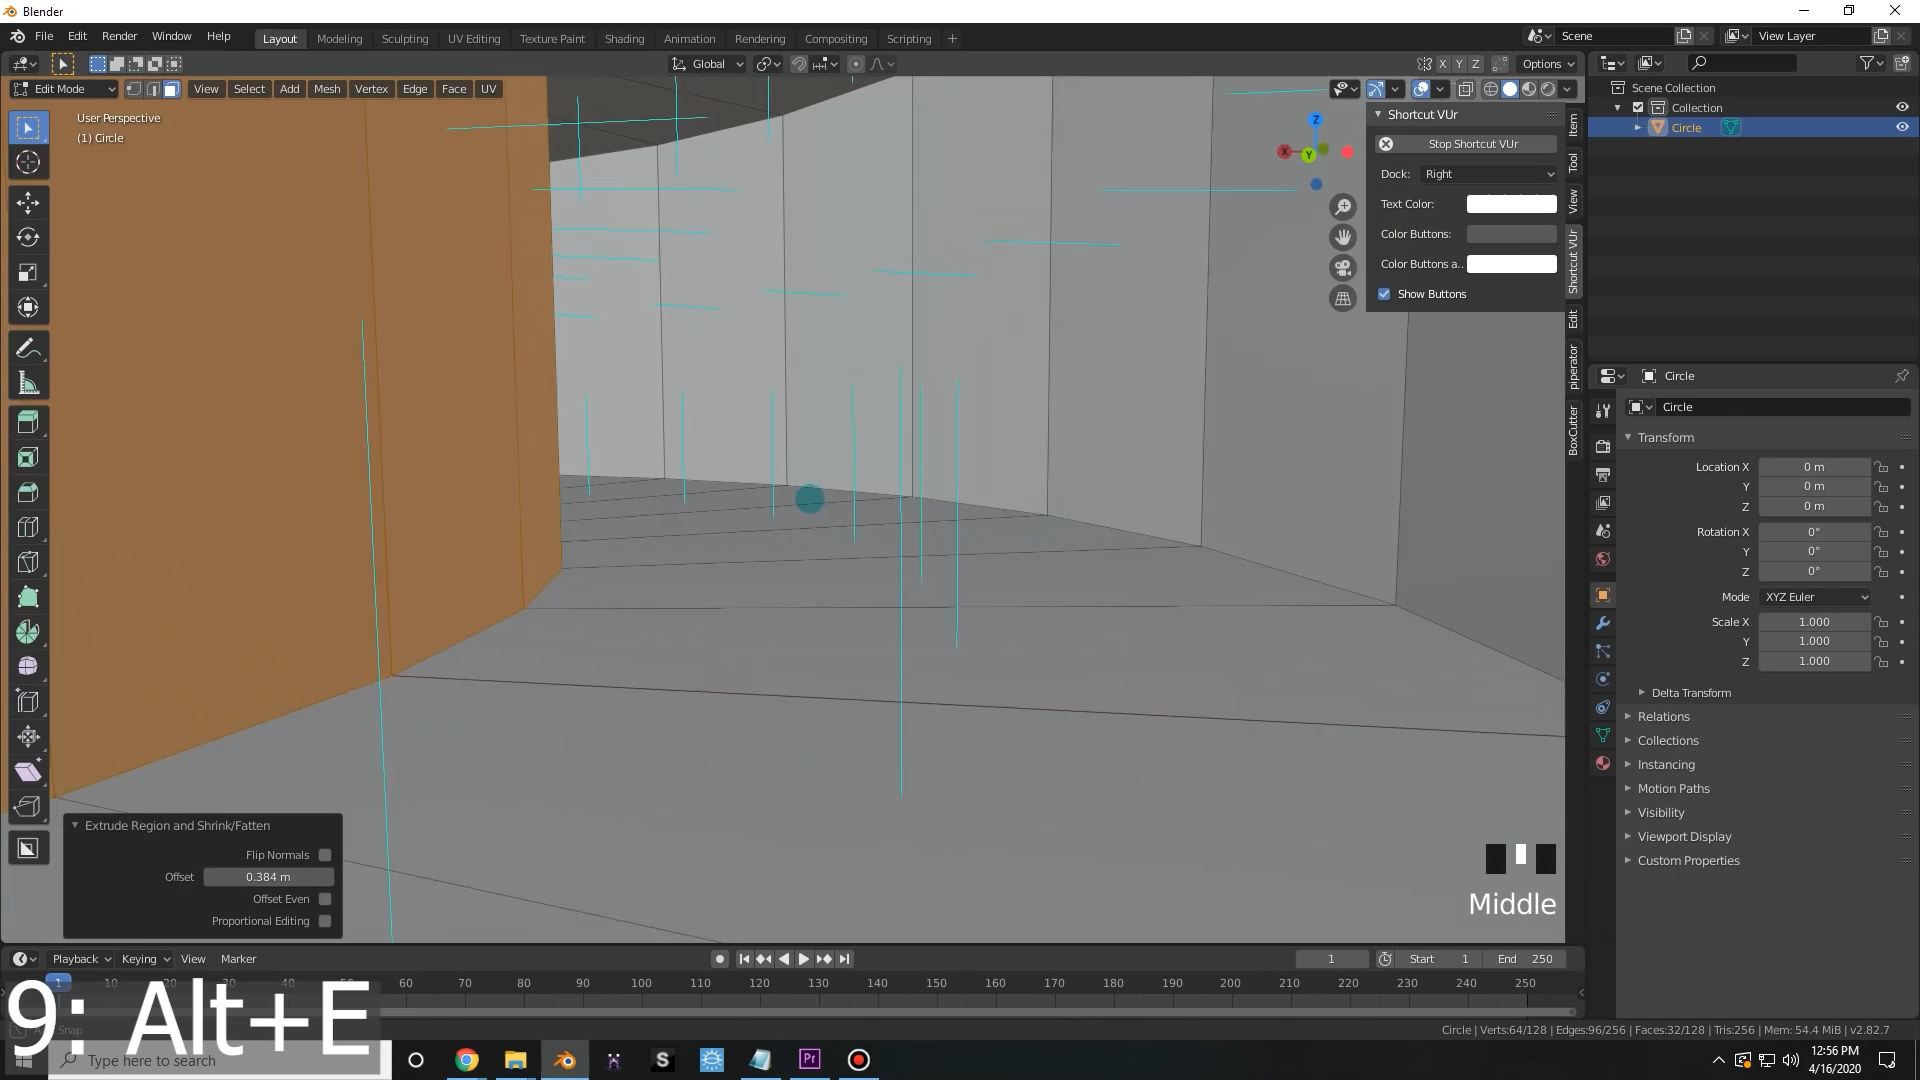 Blender
File Edit Render Window Help
Layout Modeling Sculpting UV Editing Texture Paint Shading Animation Rendering Compositing Scripting +
Scene
View Layer
Global
X Y Z
Options
Edit Mode
View Select Add Mesh Vertex Edge Face UV
User Perspective
(1) Circle
Z
X
Y
Shortcut VUr
Stop Shortcut VUr
Dock: Right
Text Color:
Color Buttons:
Color Buttons a..
Show Buttons
Item
Tool
View
Shortcut VUr
Edit
piperator
BoxCutter
Scene Collection
Collection
Circle
Circle
Circle
Transform
Location X 0 m
Y 0 m
Z 0 m
Rotation X 0°
Y 0°
Z 0°
Mode XYZ Euler
Scale X 1.000
Y 1.000
Z 1.000
Delta Transform
Relations
Collections
Instancing
Motion Paths
Visibility
Viewport Display
Custom Properties
Extrude Region and Shrink/Fatten
Flip Normals
Offset 0.384 m
Offset Even
Proportional Editing
Middle
Playback Keying View Marker
1 Start 1 End 250
1 10 20 30 40 50 60 70 80 90 100 110 120 130 140 150 160 170 180 190 200 210 220 230 240 250
9: Alt+E
Snap
Circle | Verts:64/128 | Edges:96/256 | Faces:32/128 | Tris:256 | Mem: 54.4 MiB | v2.82.7
Type here to search
S
Pr
12:56 PM
4/16/2020